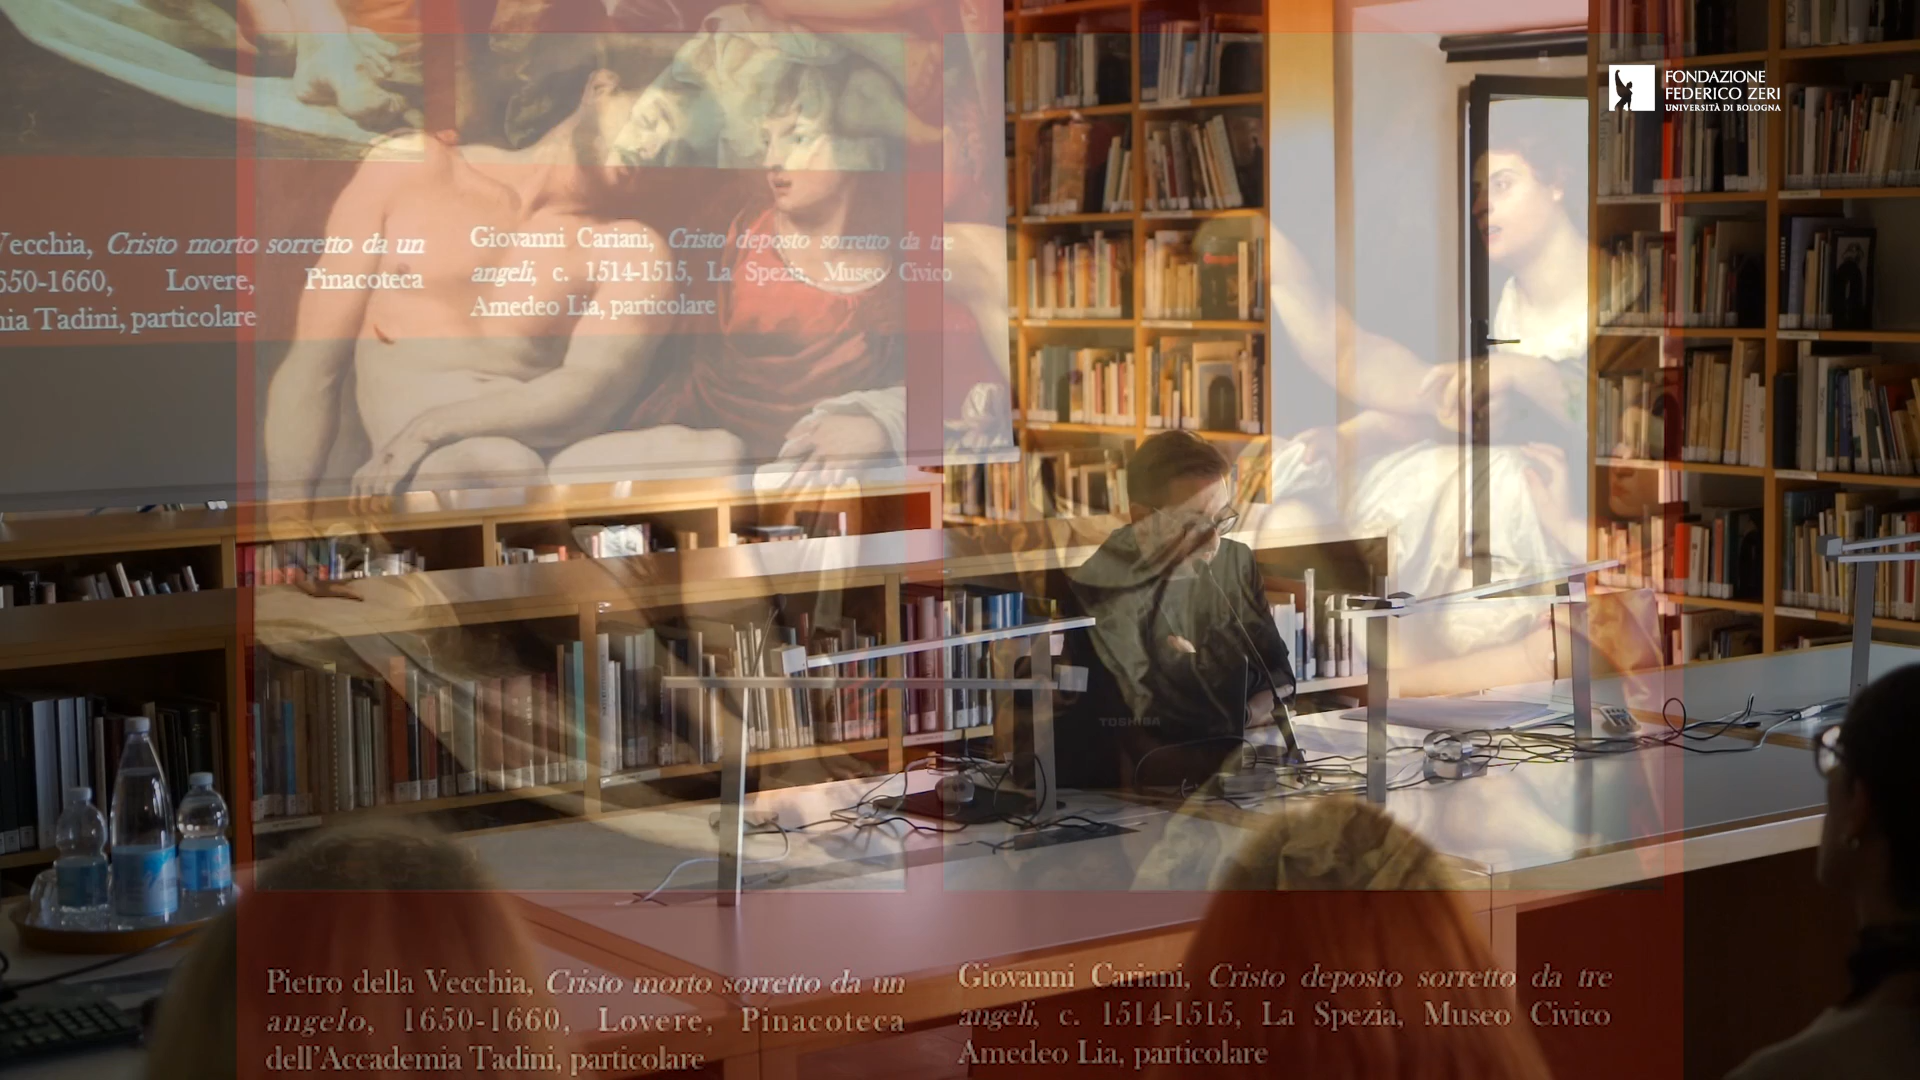 FONDAZIONE
FEDERICO ZERI
UNIVERSITÀ DI BOLOGNA
Vecchia, Cristo morto sorretto da un
650-1660, Lovere, Pinacoteca
Tadini, particolare
Giovanni Cariani, Cristo deposto sorretto da tre
angeli, c. 1514-1515, La Spezia, Museo Civico
Amedeo Lia, particolare
TOSHIBA
Pietro della Vecchia, Cristo morto sorretto da un
angelo, 1650-1660, Lovere, Pinacoteca
dell'Accademia Tadini, particolare
Giovanni Cariani, Cristo deposto sorretto da tre
angeli, c. 1514-1515, La Spezia, Museo Civico
Amedeo Lia, particolare